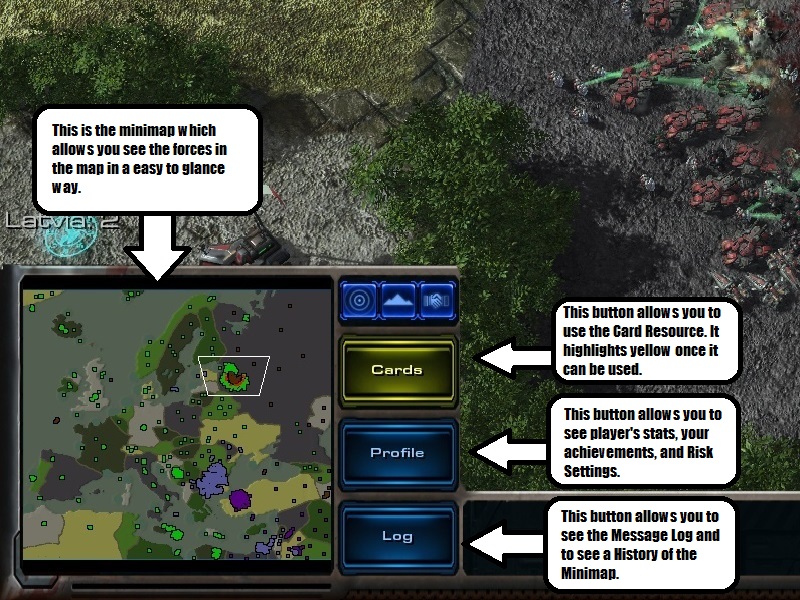 This is the minimap which
allows you see the forces in
the map in a easy to glance
way.
Latvia: 2
This button allows you to
use the Card Resource. It
highlights yellow once it
can be used.
Cards
This button allows you to
see player's stats, your
achievements, and Risk
Settings.
Profile
This button allows you to
see the Message Log and
to see a History of the
Minimap.
Log